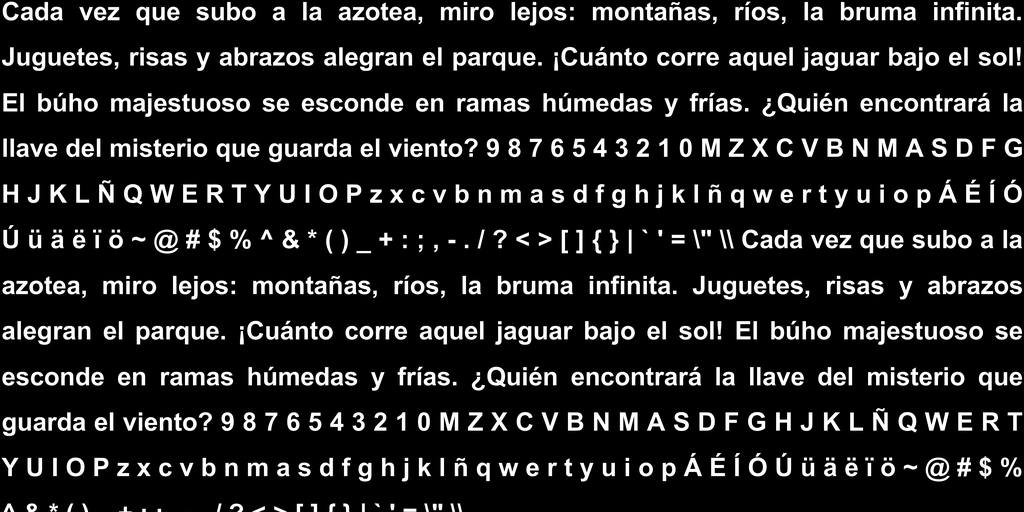 Cada vez que subo a la azotea, miro lejos: montañas, ríos, la bruma infinita.
Juguetes, risas y abrazos alegran el parque. ¡Cuánto corre aquel jaguar bajo el sol!
El búho majestuoso se esconde en ramas húmedas y frías. ¿Quién encontrará la
llave del misterio que guarda el viento? 9 8 7 6 5 4 3 2 1 0 M Z X C V B N M A S D F G
H J K L Ñ Q W E R T Y U I O P z x c v b n m a s d f g h j k l ñ q w e r t y u i o p Á É Í Ó
Ú ü ä ë ï ö ~ @ # $ % ^ & * ( ) _ + : ; , - . / ? < > [ ] { } | ` ' = \" \\ Cada vez que subo a la
azotea, miro lejos: montañas, ríos, la bruma infinita. Juguetes, risas y abrazos
alegran el parque. ¡Cuánto corre aquel jaguar bajo el sol! El búho majestuoso se
esconde en ramas húmedas y frías. ¿Quién encontrará la llave del misterio que
guarda el viento? 9 8 7 6 5 4 3 2 1 0 M Z X C V B N M A S D F G H J K L Ñ Q W E R T
Y U I O P z x c v b n m a s d f g h j k l ñ q w e r t y u i o p Á É Í Ó Ú ü ä ë ï ö ~ @ # $ %
^ & * ( ) + : ; / ? < > [ ] { } | ` ' = \" \\